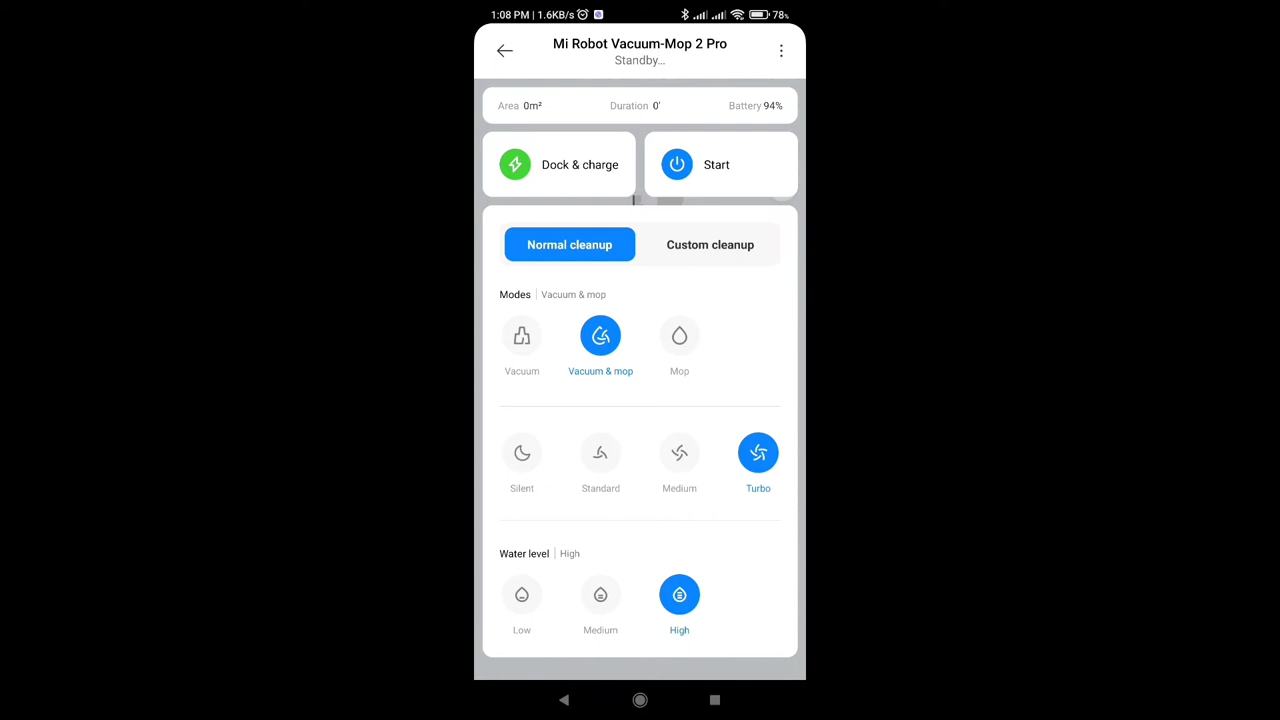 1:08 PM | 1.6KB/s 78%
Mi Robot Vacuum-Mop 2 Pro
Standby...
Area 0m² Duration 0' Battery 94%
Dock & charge Start
Normal cleanup Custom cleanup
Modes | Vacuum & mop
Vacuum Vacuum & mop Mop
Silent Standard Medium Turbo
Water level | High
Low Medium High